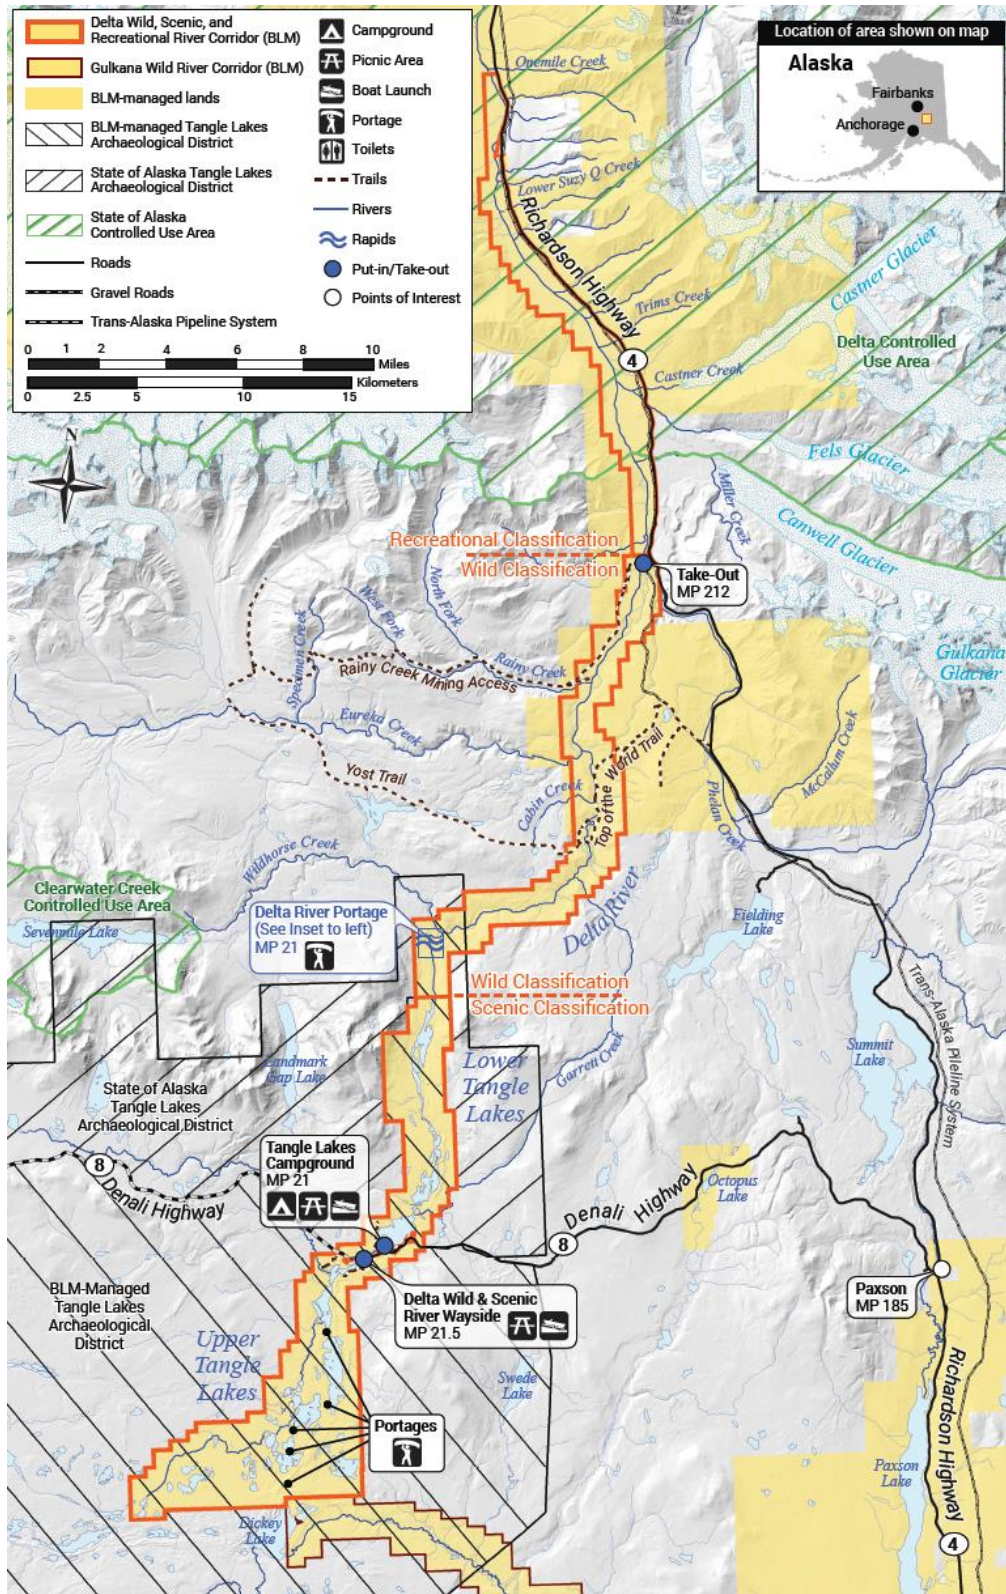 Delta Wild, Scenic, and
Recreational River Corridor (BLM)
Gulkana Wild River Corridor (BLM)
BLM-managed lands
BLM-managed Tangle Lakes
Archaeological District
State of Alaska Tangle Lakes
Archaeological District
State of Alaska
Controlled Use Area
Roads
Gravel Roads
Trans-Alaska Pipeline System
Campground
Picnic Area
Boat Launch
Portage
Toilets
Trails
Rivers
Rapids
Put-in/Take-out
Points of Interest
0 1 2 4 6 8 10
Miles
Kilometers
0 2.5 5 10 15
N
Location of area shown on map
Alaska
Fairbanks
Anchorage
Onemile Creek
Lower Suzy Q Creek
Richardson Highway
Trims Creek
Castner Glacier
Delta Controlled
Use Area
4
Castner Creek
Fels Glacier
Miller Creek
Canwell Glacier
Recreational Classification
Wild Classification
Take-Out
MP 212
North Fork
West Fork
Specimen Creek
Rainy Creek
Rainy Creek Mining Access
Gulkana
Glacier
Eureka Creek
Yost Trail
Top of the World Trail
McCallum Creek
Cabin Creek
Phelan Creek
Wildhorse Creek
Clearwater Creek
Controlled Use Area
Sevenmile Lake
Delta River Portage
(See Inset to left)
MP 21
Delta River
Fielding
Lake
Wild Classification
Scenic Classification
Trans-Alaska Pileline System
Summit
Lake
Landmark
Gap Lake
Lower
Tangle
Lakes
Garrett Creek
State of Alaska
Tangle Lakes
Archaeological District
8
Denali Highway
Tangle Lakes
Campground
MP 21
Octopus
Lake
Denali Highway
8
BLM-Managed
Tangle Lakes
Archaeological
District
Delta Wild & Scenic
River Wayside
MP 21.5
Paxson
MP 185
Upper
Tangle
Lakes
Swede
Lake
Richardson Highway
Portages
Paxson
Lake
Dickey
Lake
4